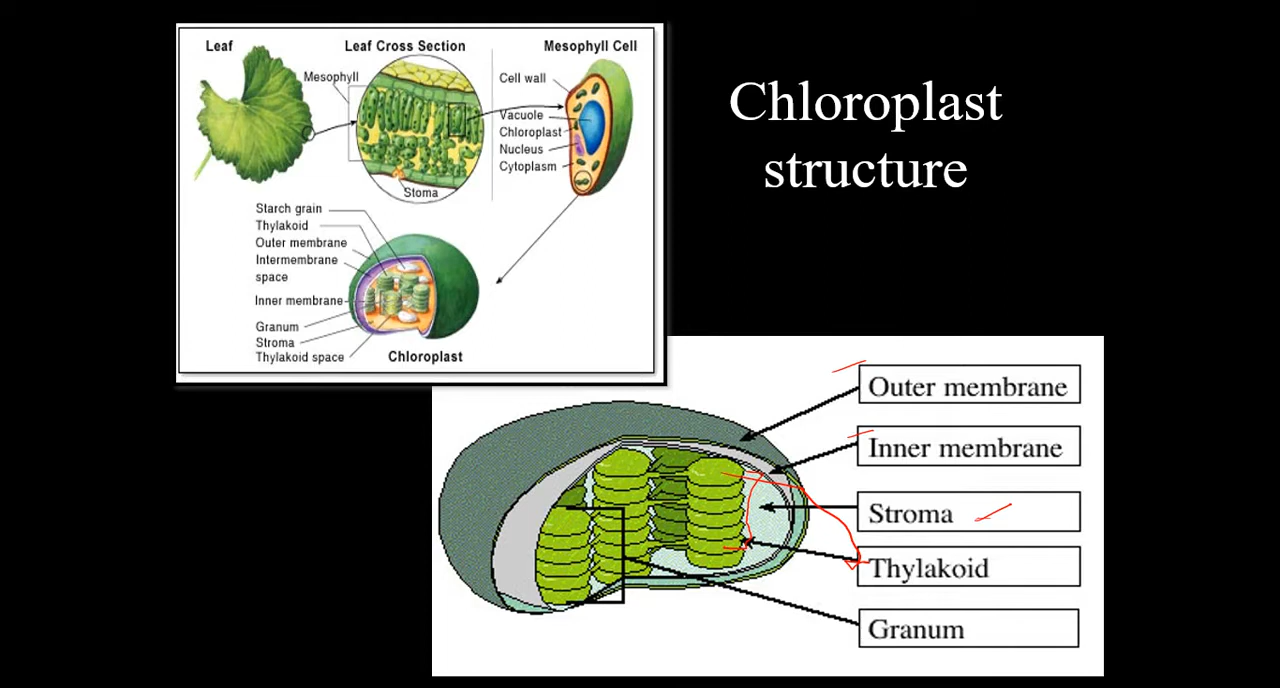 Chloroplast
structure
Leaf
Leaf Cross Section
Mesophyll Cell
Mesophyll
Stoma
Cell wall
Vacuole
Chloroplast
Nucleus
Cytoplasm
Starch grain
Thylakoid
Outer membrane
Intermembrane
space
Inner membrane
Granum
Stroma
Thylakoid space
Chloroplast
Outer membrane
Inner membrane
Stroma
Thylakoid
Granum